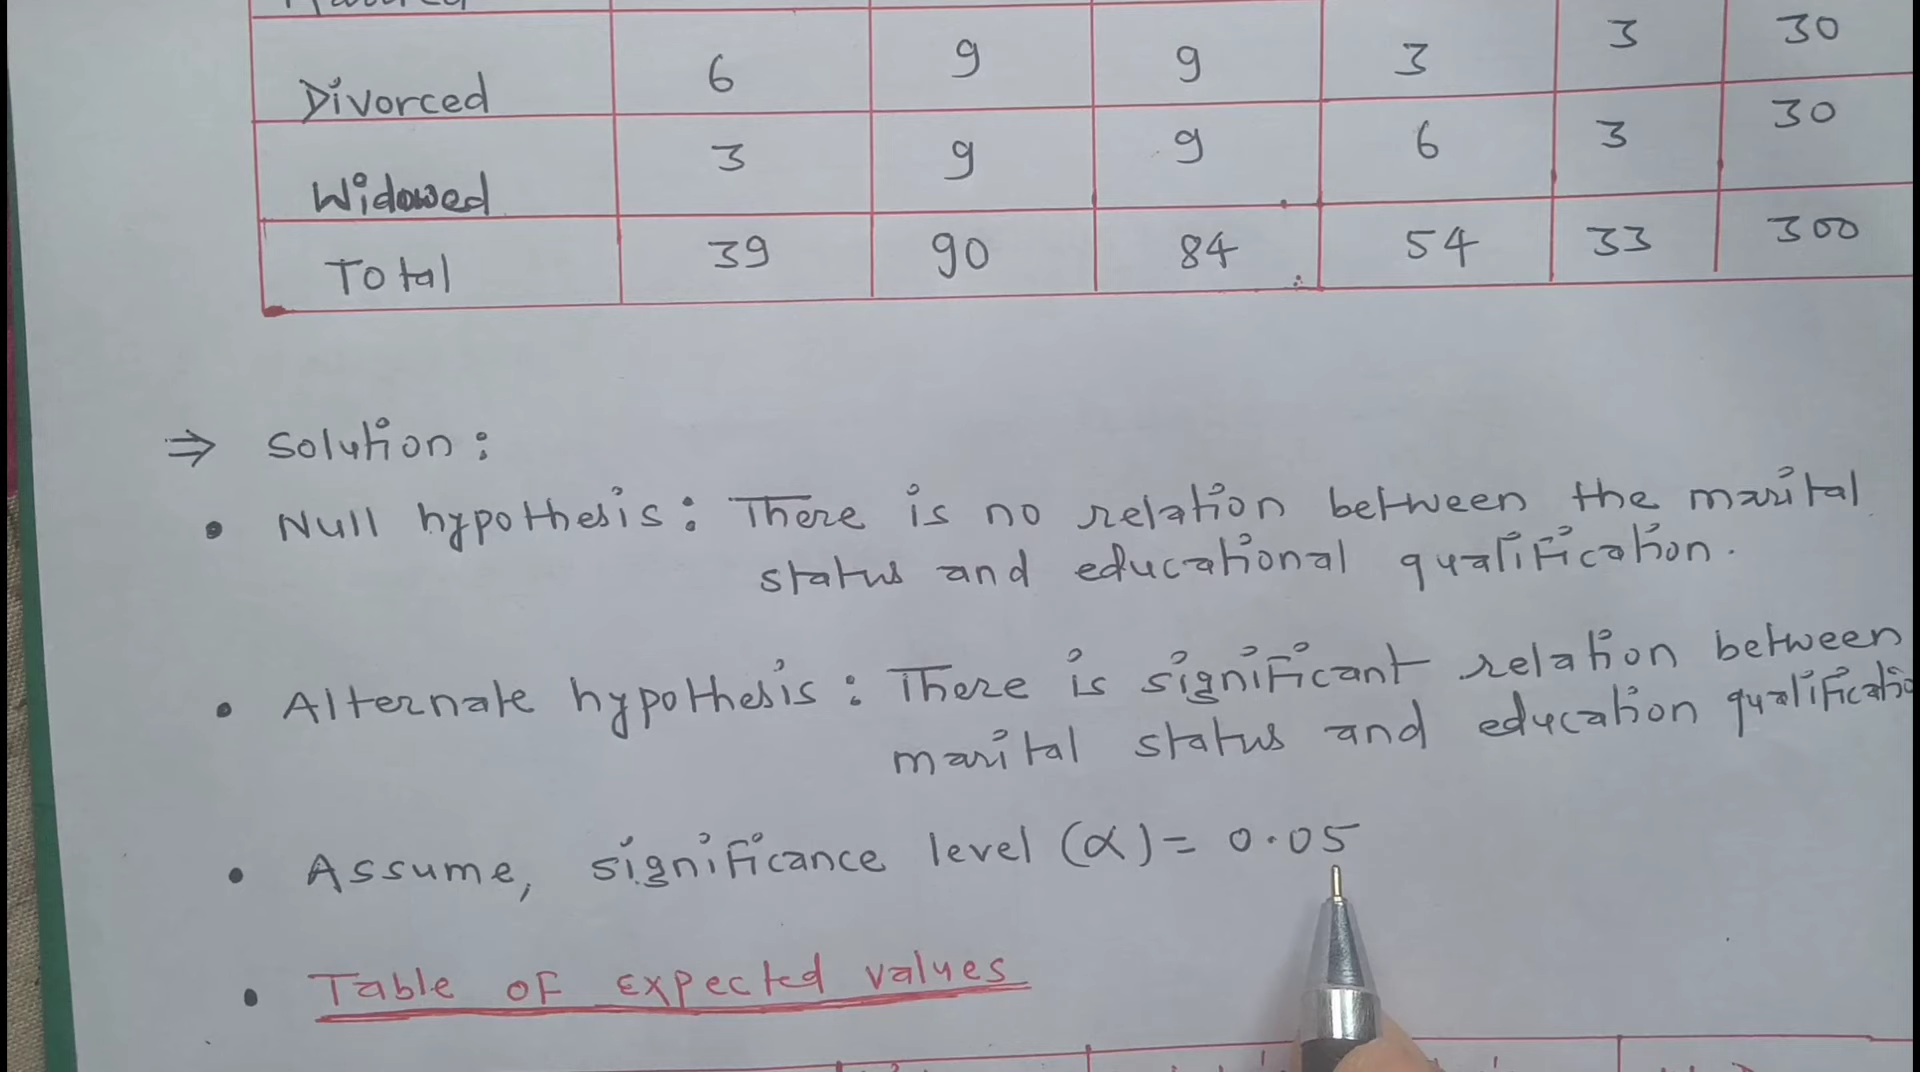 Divorced 6 9 9 3 3 30
Widowed 3 9 9 6 3 30
Total 39 90 84 54 33 300
⇒ Solution :
• Null hypothesis : There is no relation between the marital
status and educational qualification.
• Alternate hypothesis : There is significant relation between
marital status and education qualificatio
• Assume, significance level (α) = 0.05
• Table of expected values